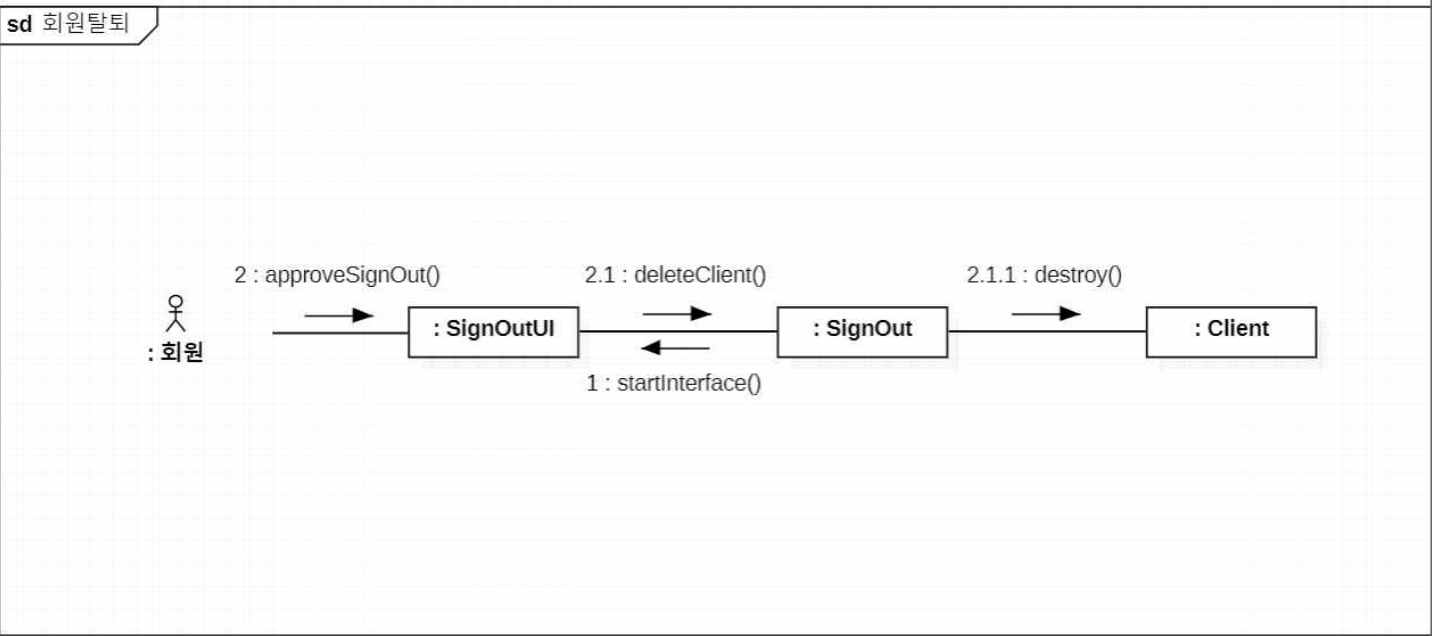 sd 회원탈퇴
2 : approveSignOut()
2.1 : deleteClient()
2.1.1 : destroy()
: 회원
: SignOutUI
: SignOut
: Client
1 : startInterface()